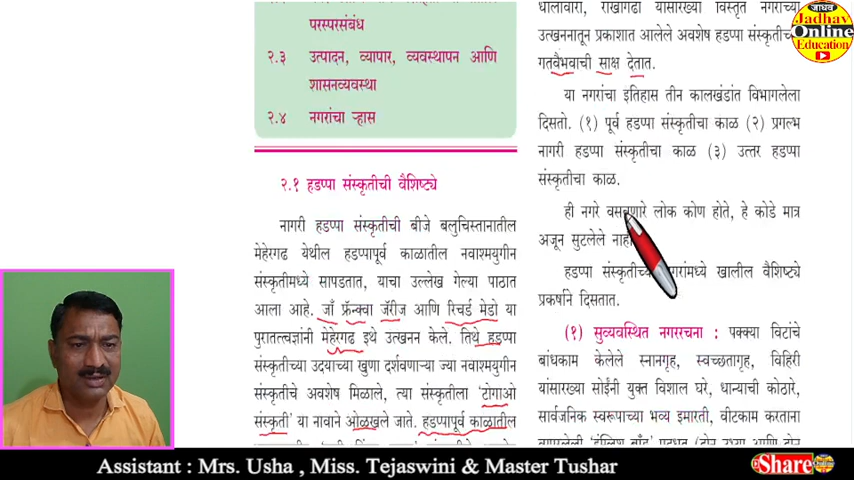 परस्परसंबंध
२.३ उत्पादन, व्यापार, व्यवस्थापन आणि
शासनव्यवस्था
२.४ नगरांचा ऱ्हास
२.१ हडप्पा संस्कृतीची वैशिष्ट्ये
नागरी हडप्पा संस्कृतीची बीजे बलुचिस्तानातील
मेहेरगढ येथील हडप्पापूर्व काळातील नवाश्मयुगीन
संस्कृतीमध्ये सापडतात, याचा उल्लेख गेल्या पाठात
आला आहे. जाँ फ्रॅन्क्वा जॅरीज आणि रिचर्ड मेडो या
पुरातत्त्वज्ञांनी मेहेरगढ इथे उत्खनन केले. तिथे हडप्पा
संस्कृतीच्या उदयाच्या खुणा दर्शवणाऱ्या ज्या नवाश्मयुगीन
संस्कृतीचे अवशेष मिळाले, त्या संस्कृतीला 'टोगाओ
संस्कृती' या नावाने ओळखले जाते. हडप्पापूर्व काळातील
धोलावीरा, राखीगढी यांसारख्या विस्तृत नगरांच्या
उत्खननातून प्रकाशात आलेले अवशेष हडप्पा संस्कृतीच्या
गतवैभवाची साक्ष देतात.
या नगरांचा इतिहास तीन कालखंडांत विभागलेला
दिसतो. (१) पूर्व हडप्पा संस्कृतीचा काळ (२) प्रगल्भ
नागरी हडप्पा संस्कृतीचा काळ (३) उत्तर हडप्पा
संस्कृतीचा काळ.
ही नगरे वसवणारे लोक कोण होते, हे कोडे मात्र
अजून सुटलेले नाही
हडप्पा संस्कृतीच्या नगरांमध्ये खालील वैशिष्ट्ये
प्रकर्षाने दिसतात.
(१) सुव्यवस्थित नगररचना : पक्क्या विटांचे
बांधकाम केलेले स्नानगृह, स्वच्छतागृह, विहिरी
यांसारख्या सोईंनी युक्त विशाल घरे, धान्याची कोठारे,
सार्वजनिक स्वरूपाच्या भव्य इमारती, वीटकाम करताना
जाधव
Jadhav
Online
Education
Assistant : Mrs. Usha , Miss. Tejaswini & Master Tushar
Share